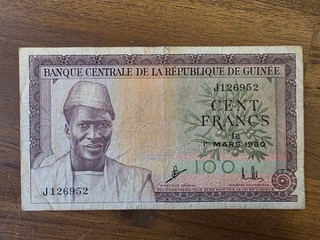 BANQUE CENTRALE DE LA RÉPUBLIQUE DE GUINÉE
J126952
CENT
FRANCS
le
1er MARS 1960
100
J126952